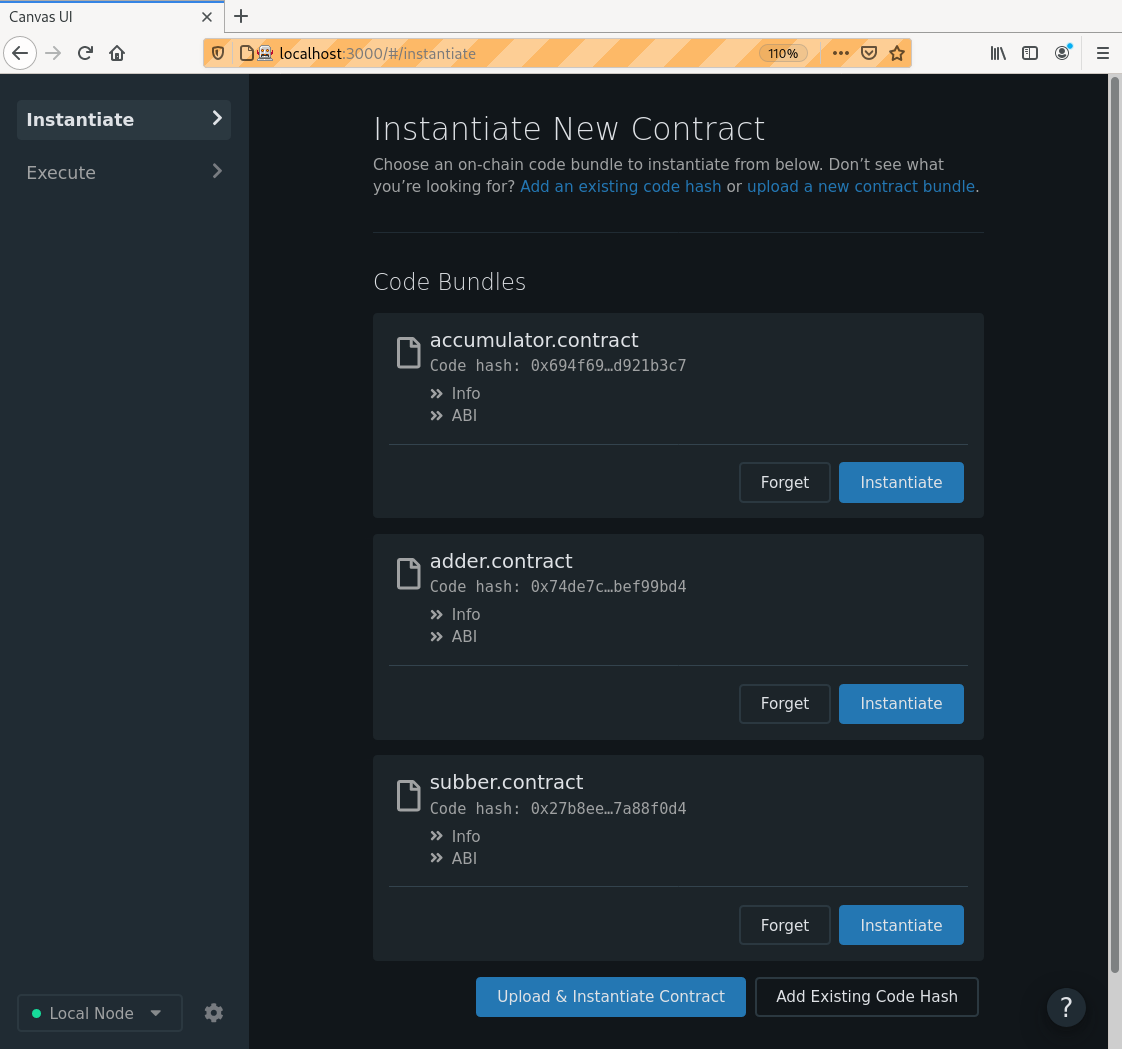 Canvas UI
localhost:3000/#/instantiate
110%
Instantiate
Execute
Instantiate New Contract
Choose an on-chain code bundle to instantiate from below. Don’t see what
you’re looking for? Add an existing code hash or upload a new contract bundle.
Code Bundles
accumulator.contract
Code hash: 0x694f69…d921b3c7
Info
ABI
Forget
Instantiate
adder.contract
Code hash: 0x74de7c…bef99bd4
Info
ABI
Forget
Instantiate
subber.contract
Code hash: 0x27b8ee…7a88f0d4
Info
ABI
Forget
Instantiate
Upload & Instantiate Contract
Add Existing Code Hash
Local Node
?